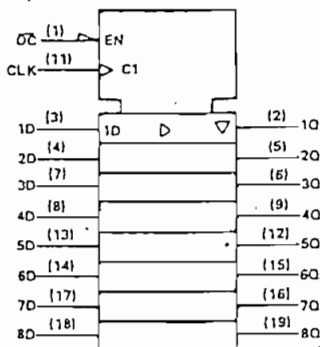 OC (1) EN
CLK (11) C1
1D (3) 1D (2) 1Q
2D (4) (5) 2Q
3D (7) (6) 3Q
4D (8) (9) 4Q
5D (13) (12) 5Q
6D (14) (15) 6Q
7D (17) (16) 7Q
8D (18) (19) 8Q